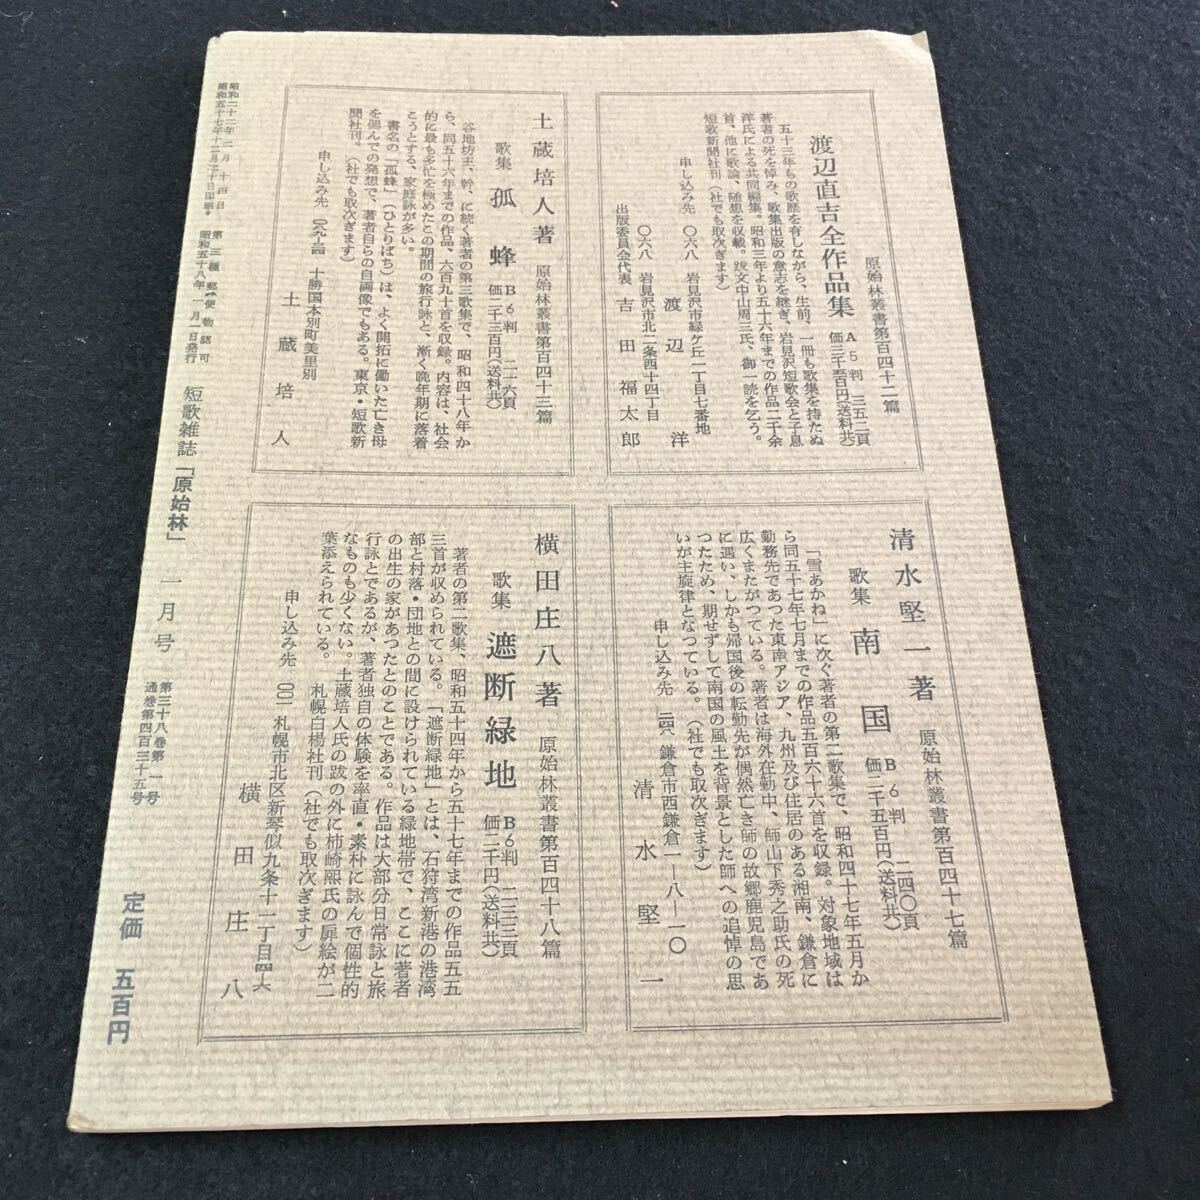 原始林叢書第百四十二篇
渡辺直吉全作品集 A5判 三五二頁
価三千五百円(送料共)
五十三年もの歌歴を有しながら、生前、一冊も歌集を持たぬ
著者の死を悼み、歌集出版の意志を継ぎ、岩見沢短歌会と子息
洋氏による共同編集。昭和三年より五十六年までの作品二千余
首、他に歌論、随想を収載。跋文中山周三氏、御一読を乞う。
短歌新聞社刊(社でも取次ぎます)
申し込み先 〇六八 岩見沢市緑ケ丘二丁目七番地
渡辺 洋
〇六八 岩見沢市北二条西十四丁目
出版委員会代表 吉田福太郎
土蔵培人著 原始林叢書第百四十三篇
歌集 孤蜂 B6判 二一六頁
価二千三百円(送料共)
谷地坊主、幹、に続く著者の第三歌集で、昭和四十八年か
ら、同五十六年までの作品、六百九十首を収録。内容は、社会
的に最も多忙を極めたこの期間の旅行詠と、漸く晩年期に落着
こうとする、家庭詠が多い。
書名の「孤蜂」(ひとりばち)は、よく開拓に働いた亡き母
を偲んでの発想で、著者自らの自画像でもある。東京・短歌新
聞社刊。(社でも取次ぎます)
申し込み先 十勝国本別町美里別
土蔵培人
清水堅一著 原始林叢書第百四十七篇
歌集 南国 B6判 二四〇頁
価二千五百円(送料共)
「雪あかね」に次ぐ著者の第二歌集で、昭和四十七年五月か
ら同五十七年七月までの作品五百六十六首を収録。対象地域は
勤務先であつた東南アジア、九州及び住居のある湘南、鎌倉に
広くまたがつている。著者は海外在勤中、師山下秀之助氏の死
に遇い、しかも帰国後の転勤先が偶然亡き師の故郷鹿児島であ
つたため、期せずして南国の風土を背景とした師への追悼の思
いが主旋律となつている。(社でも取次ぎます)
申し込み先 二四八 鎌倉市西鎌倉一ー八ー一〇
清水堅一
横田庄八著 原始林叢書第百四十八篇
歌集 遮断緑地 B6判 二三三頁
価二千円(送料共)
著者の第二歌集、昭和五十四年から五十七年までの作品五五
三首が収められている。「遮断緑地」とは、石狩湾新港の港湾
部と村落・団地との間に設けられている緑地帯で、ここに著者
の出生の家があつたとのことである。作品は大部分日常詠と旅
行詠とであるが、著者独自の体験を率直・素朴に詠んで個性的
なものも少くない。土蔵培人氏の跋の外に柿崎熙氏の扉絵が二
葉添えられている。 札幌白楊社刊(社でも取次ぎます)
申し込み先 〇〇一 札幌市北区新琴似九条十一丁目四ー六
横田庄八
昭和二十二年二月十四日 第三種郵便物認可
昭和五十七年十二月二十日印刷・昭和五十八年一月一日発行
短歌雑誌「原始林」 一月号
第三十八巻第一号
通巻第四百三十五号
定価 五百円